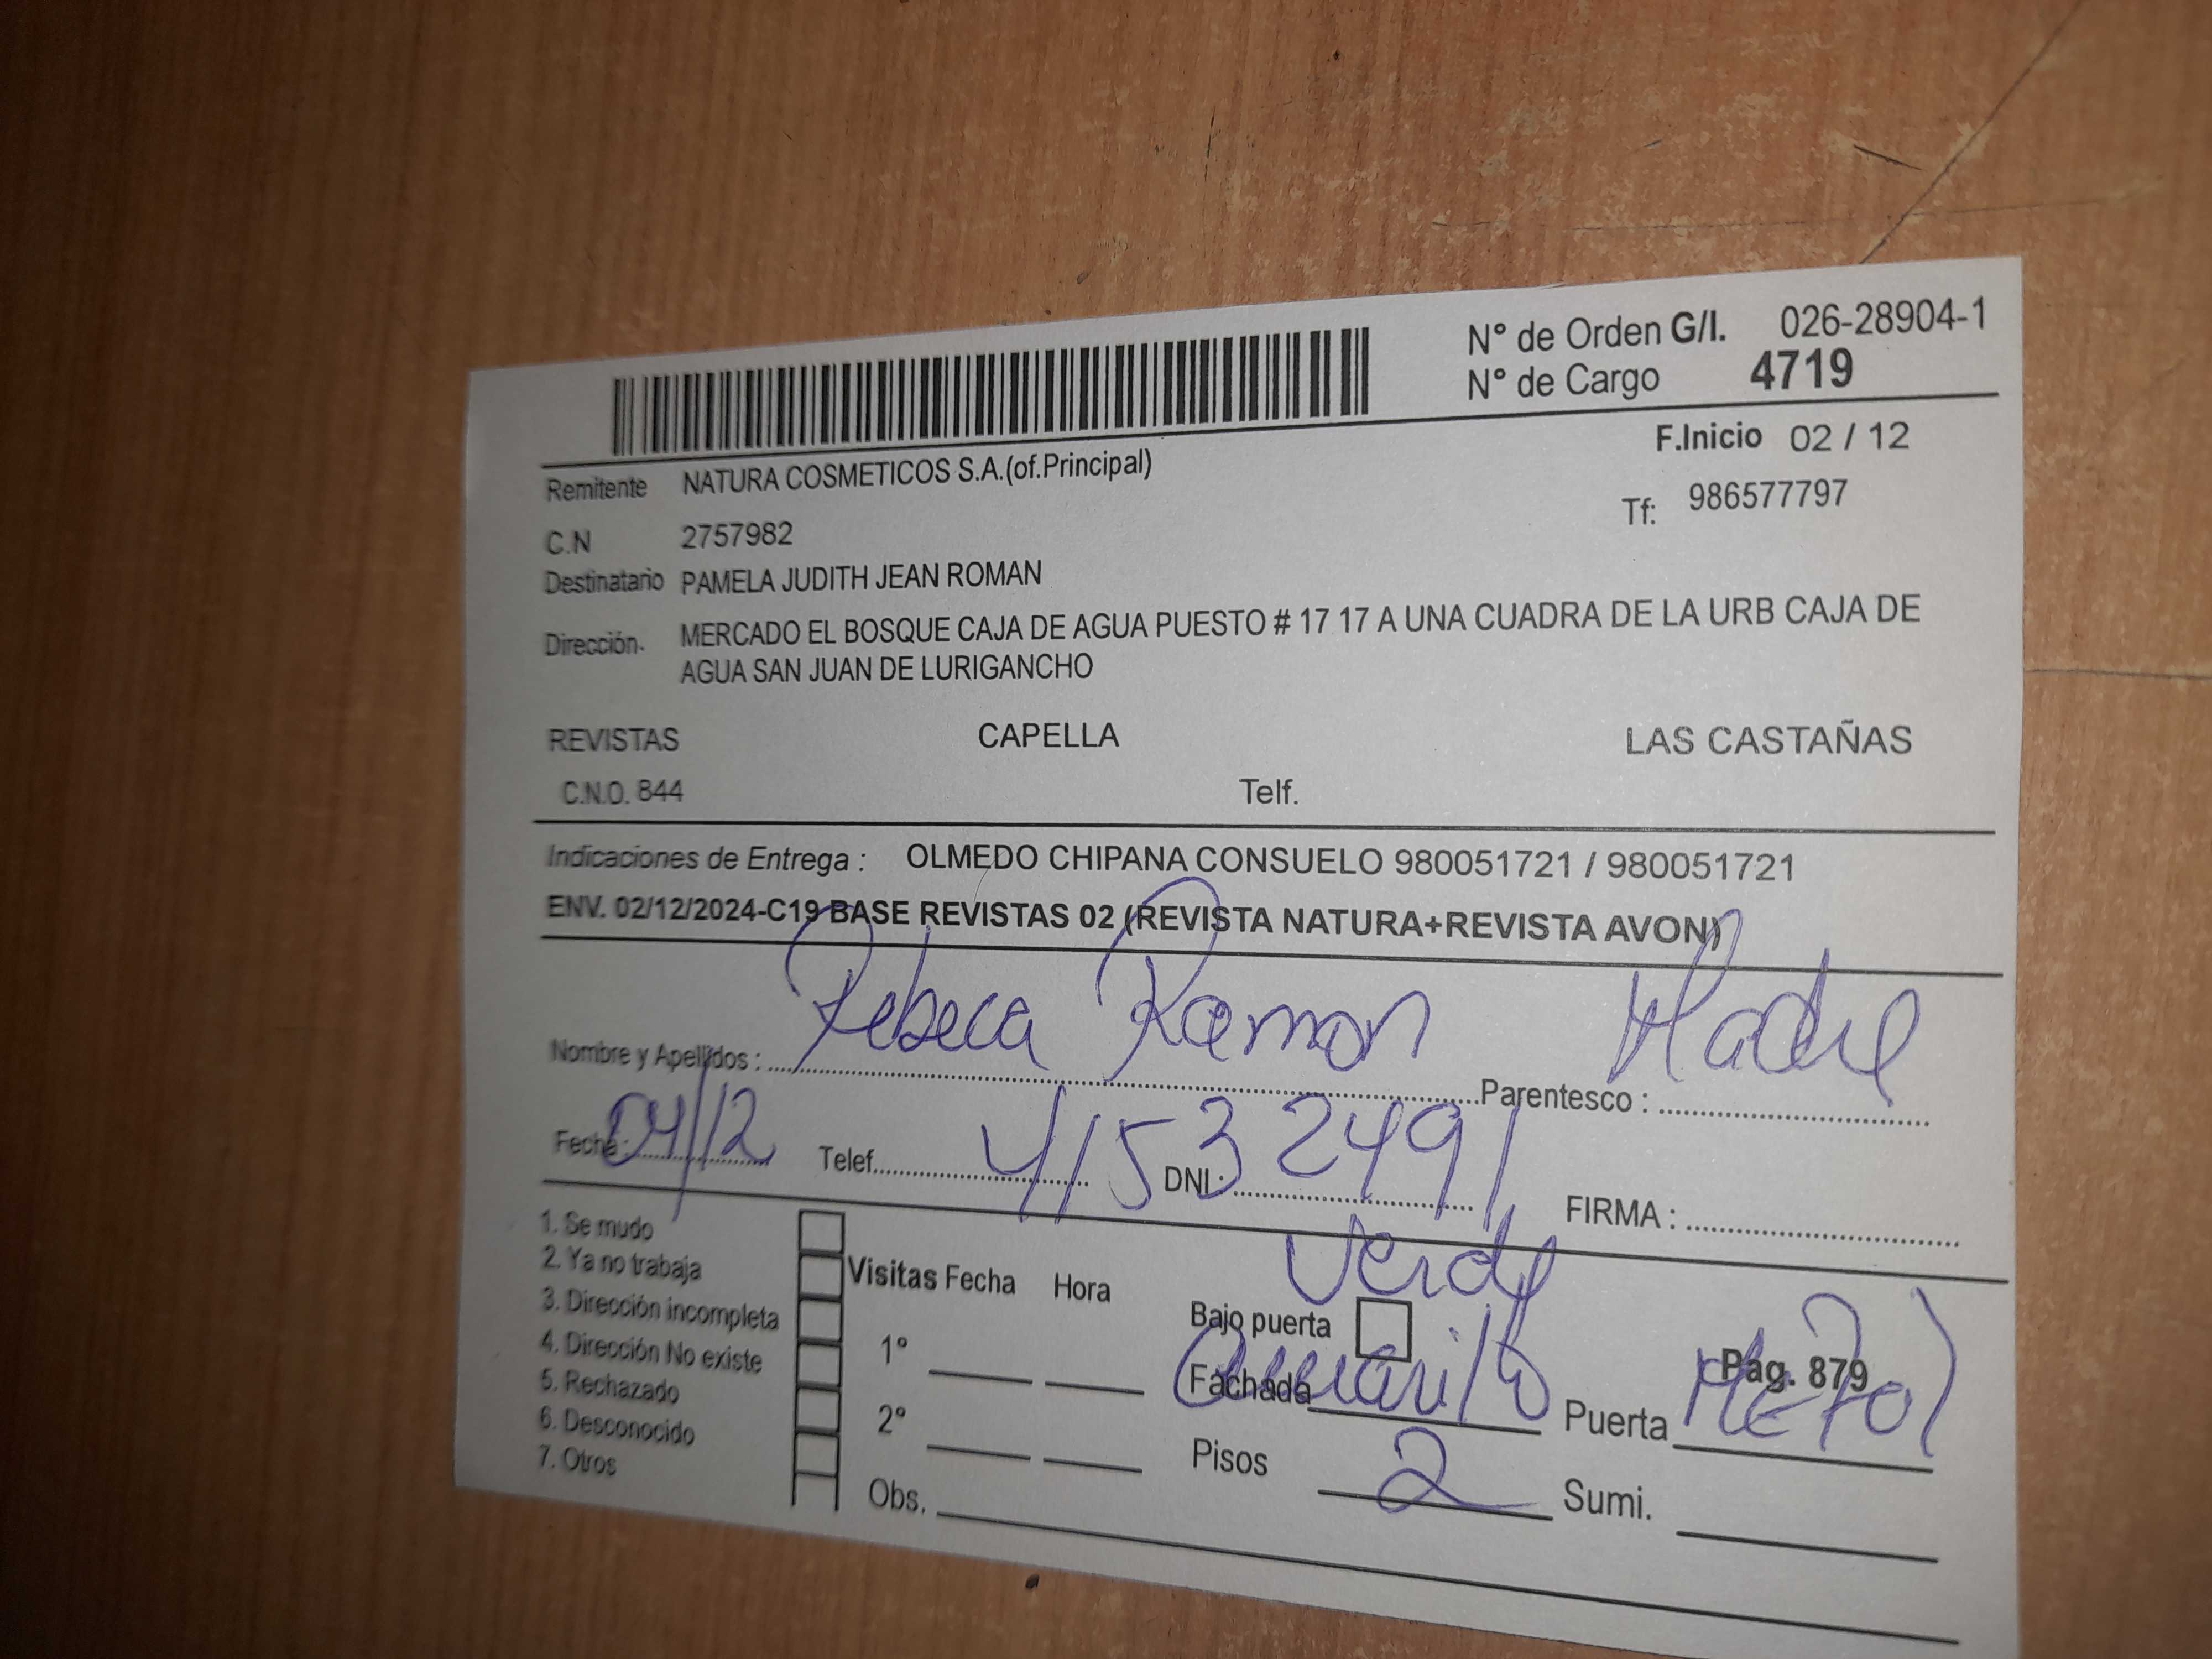 N° de Orden G/I. 026-28904-1
N° de Cargo 4719
F.Inicio 02 / 12
Remitente NATURA COSMETICOS S.A.(of.Principal)
Tf: 986577797
C.N 2757982
Destinatario PAMELA JUDITH JEAN ROMAN
Dirección. MERCADO EL BOSQUE CAJA DE AGUA PUESTO # 17 17 A UNA CUADRA DE LA URB CAJA DE
AGUA SAN JUAN DE LURIGANCHO
REVISTAS CAPELLA LAS CASTAÑAS
C.N.O. 844 Telf.
Indicaciones de Entrega : OLMEDO CHIPANA CONSUELO 980051721 / 980051721
ENV. 02/12/2024-C19 BASE REVISTAS 02 (REVISTA NATURA+REVISTA AVON)
Nombre y Apellidos : Rebeca Ramon Parentesco : Madre
Fecha : 04/12 Telef. DNI : 41532491 FIRMA :
1. Se mudo
2. Ya no trabaja
3. Dirección incompleta
4. Dirección No existe
5. Rechazado
6. Desconocido
7. Otros
Visitas Fecha Hora
1°
2°
Obs.
Verde
Bajo puerta
Pag. 879
Fachada Amarillo Puerta Metal
Pisos 2 Sumi.